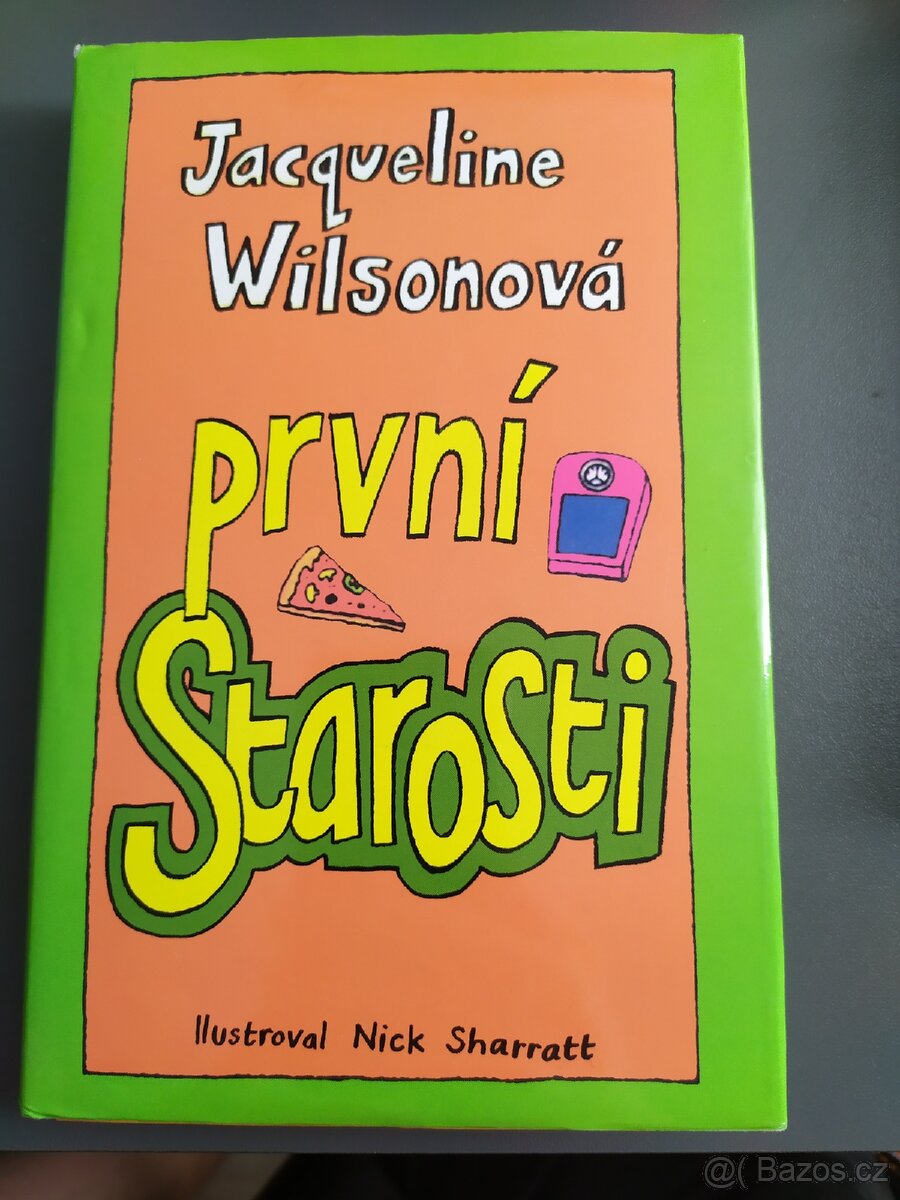 Jacqueline
Wilsonová
první
Starosti
Ilustroval Nick Sharratt
@( Bazos.cz